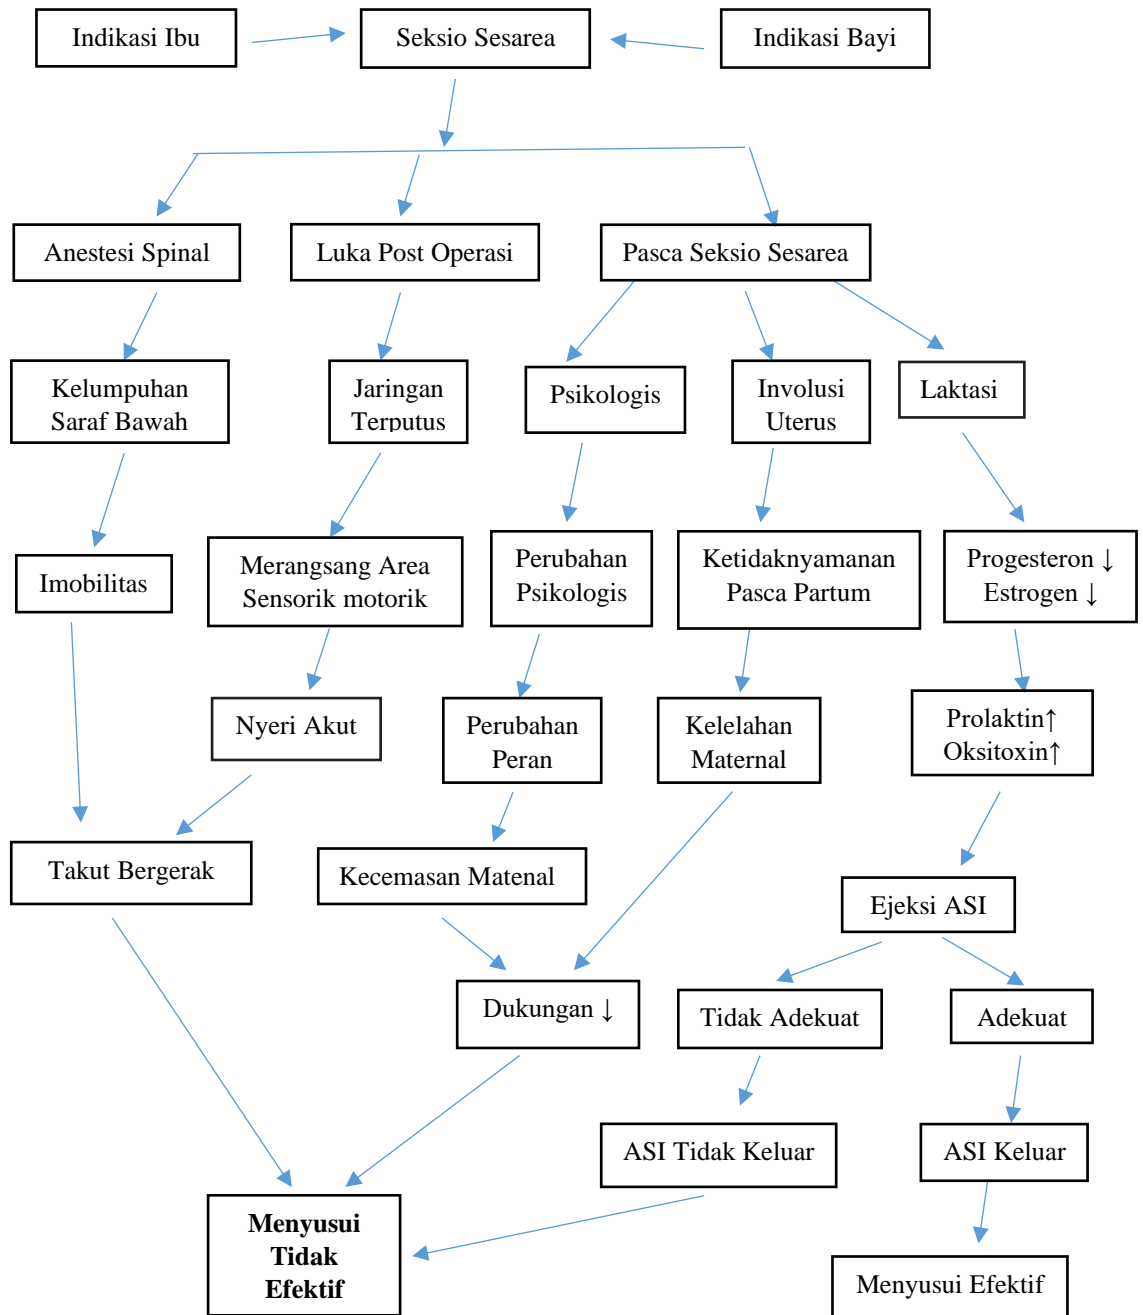 Indikasi Ibu
Seksio Sesarea
Indikasi Bayi
Anestesi Spinal
Luka Post Operasi
Pasca Seksio Sesarea
Kelumpuhan
Saraf Bawah
Jaringan
Terputus
Psikologis
Involusi
Uterus
Laktasi
Imobilitas
Merangsang Area
Sensorik motorik
Perubahan
Psikologis
Ketidaknyamanan
Pasca Partum
Progesteron ↓
Estrogen ↓
Nyeri Akut
Perubahan
Peran
Kelelahan
Maternal
Prolaktin↑
Oksitoxin↑
Takut Bergerak
Kecemasan Matenal
Ejeksi ASI
Dukungan ↓
Tidak Adekuat
Adekuat
ASI Tidak Keluar
ASI Keluar
Menyusui
Tidak
Efektif
Menyusui Efektif